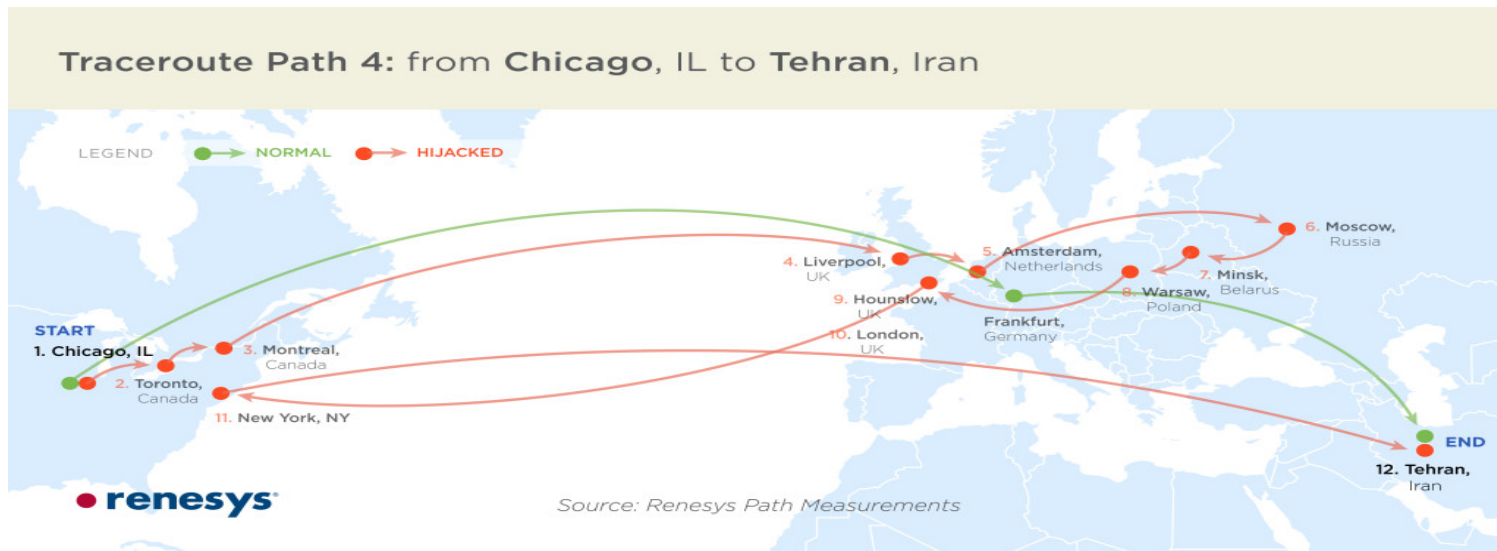 Traceroute Path 4: from Chicago, IL to Tehran, Iran
LEGEND
NORMAL
HIJACKED
START
1. Chicago, IL
2. Toronto,
Canada
3. Montreal,
Canada
4. Liverpool,
UK
5. Amsterdam,
Netherlands
6. Moscow,
Russia
7. Minsk,
Belarus
8. Warsaw,
Poland
9. Hounslow,
UK
10. London,
UK
Frankfurt,
Germany
11. New York, NY
END
12. Tehran,
Iran
renesys
Source: Renesys Path Measurements